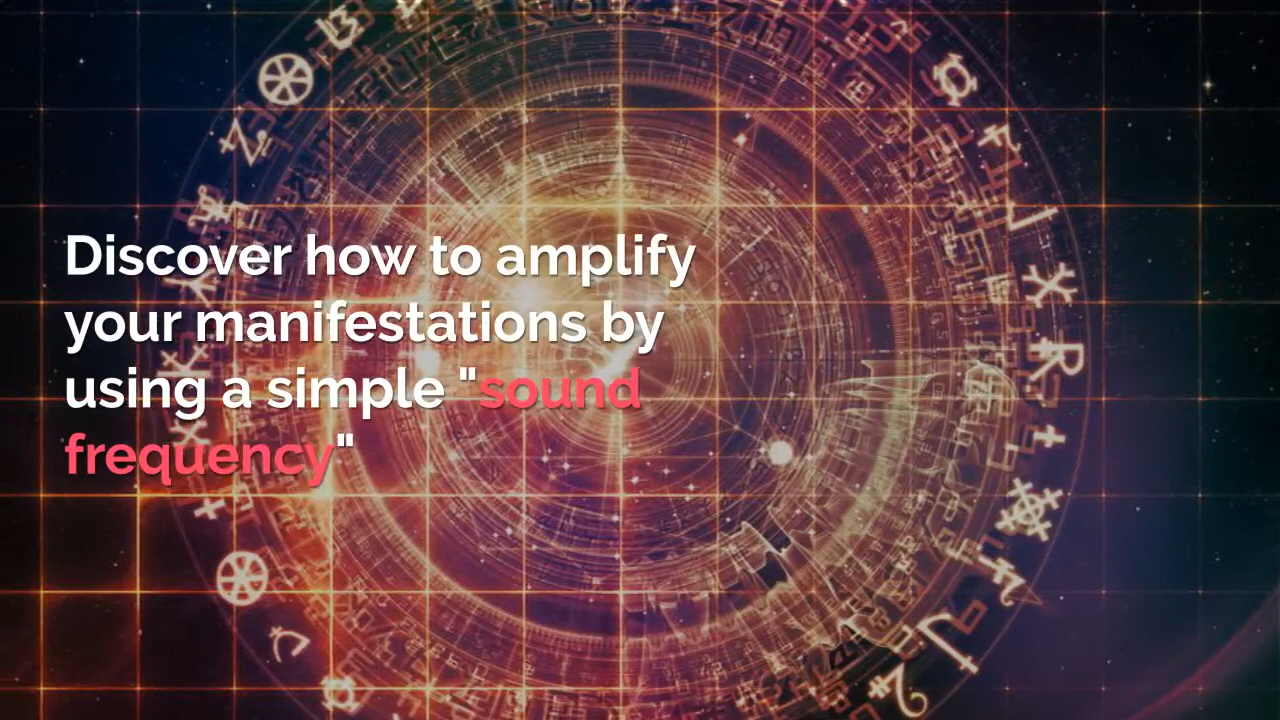 Discover how to amplify
your manifestations by
using a simple "sound
frequency"